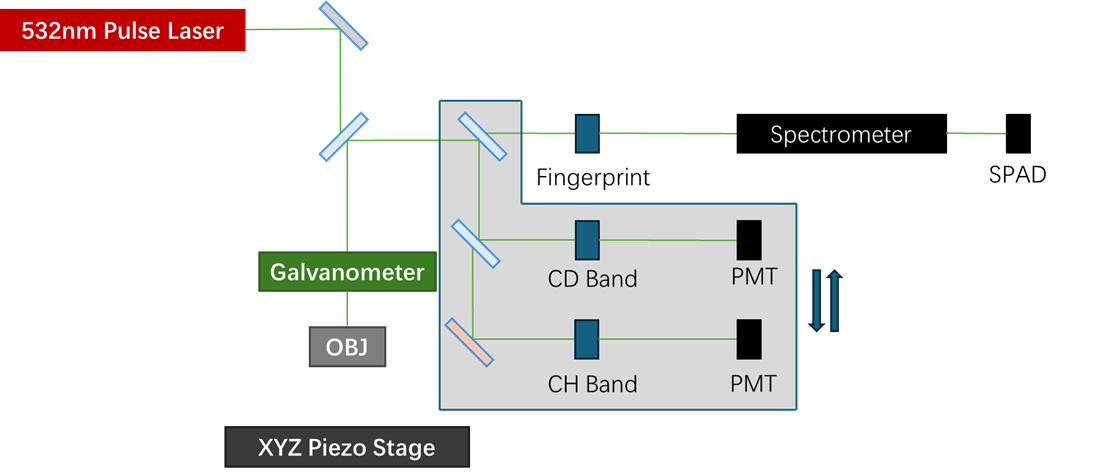 532nm Pulse Laser
Spectrometer
Fingerprint
SPAD
Galvanometer
CD Band
PMT
OBJ
CH Band
PMT
XYZ Piezo Stage